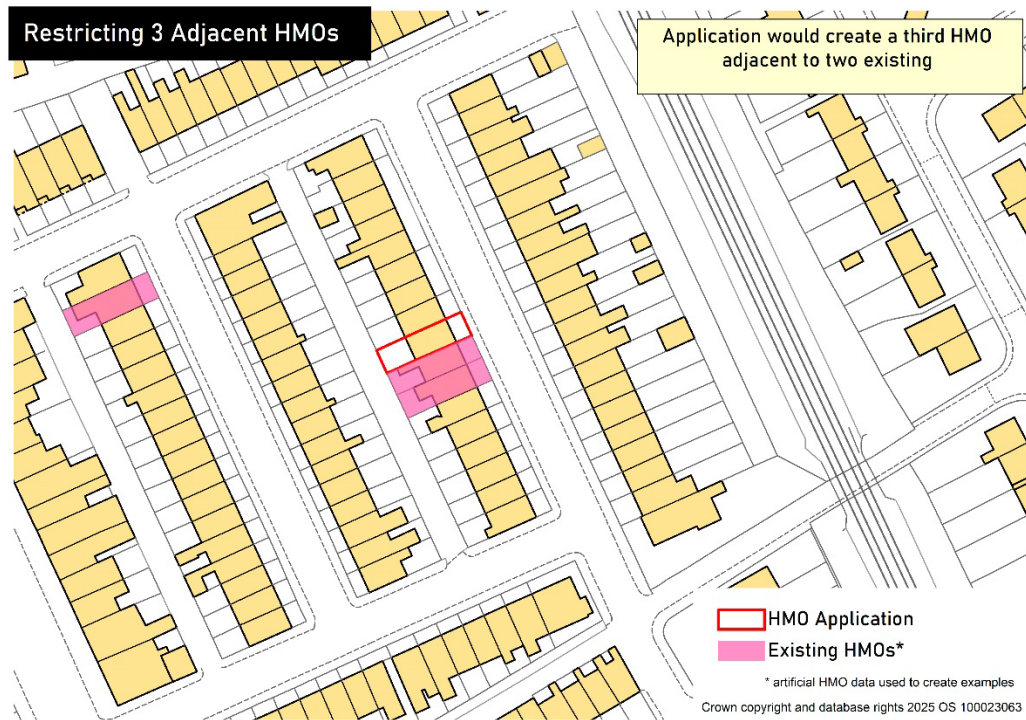 Restricting 3 Adjacent HMOs
Application would create a third HMO
adjacent to two existing
HMO Application
Existing HMOs*
* artificial HMO data used to create examples
Crown copyright and database rights 2025 OS 100023063